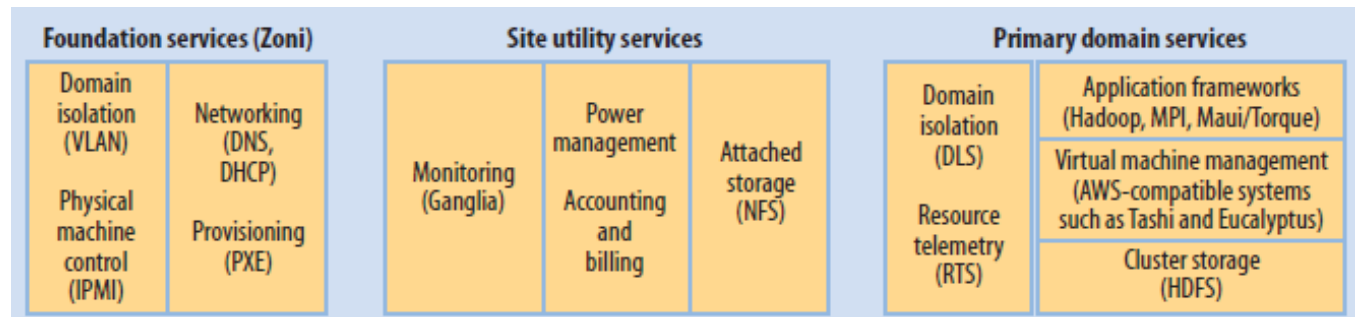 Foundation services (Zoni)
Domain
isolation
(VLAN)
Physical
machine
control
(IPMI)
Networking
(DNS,
DHCP)
Provisioning
(PXE)
Site utility services
Monitoring
(Ganglia)
Power
management
Accounting
and
billing
Attached
storage
(NFS)
Primary domain services
Domain
isolation
(DLS)
Resource
telemetry
(RTS)
Application frameworks
(Hadoop, MPI, Maui/Torque)
Virtual machine management
(AWS-compatible systems
such as Tashi and Eucalyptus)
Cluster storage
(HDFS)